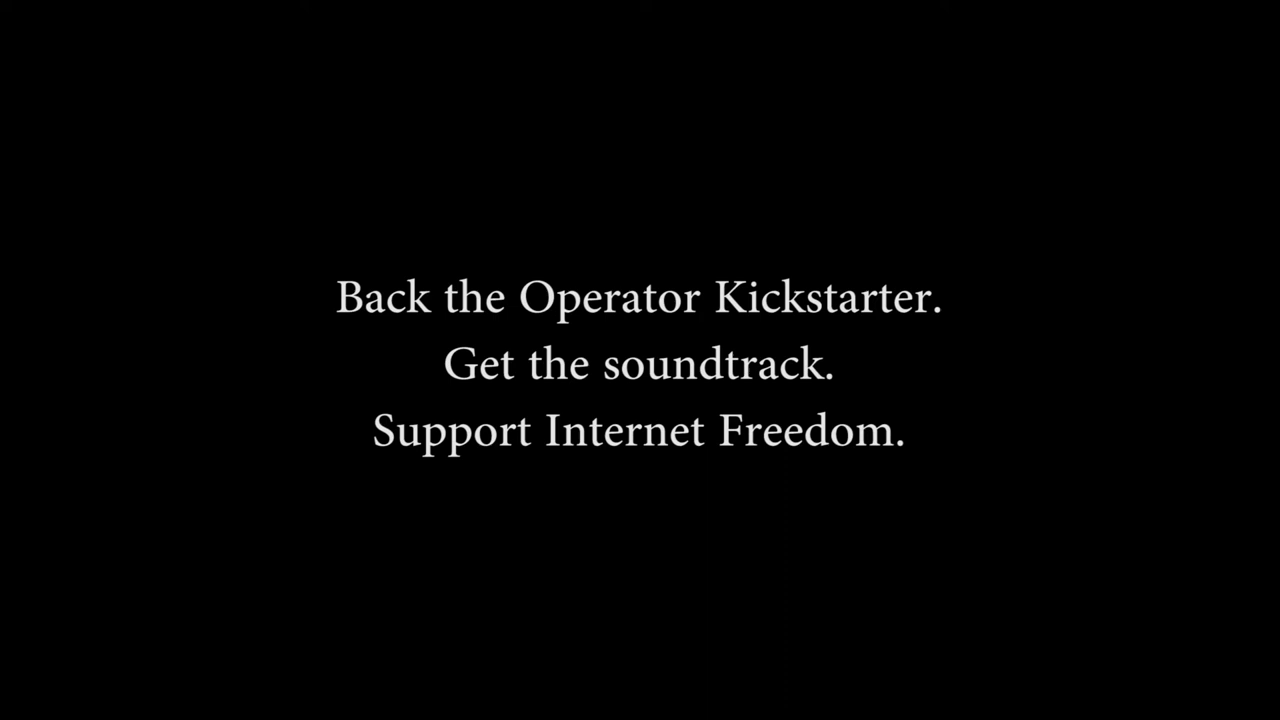 Back the Operator Kickstarter.
Get the soundtrack.
Support Internet Freedom.